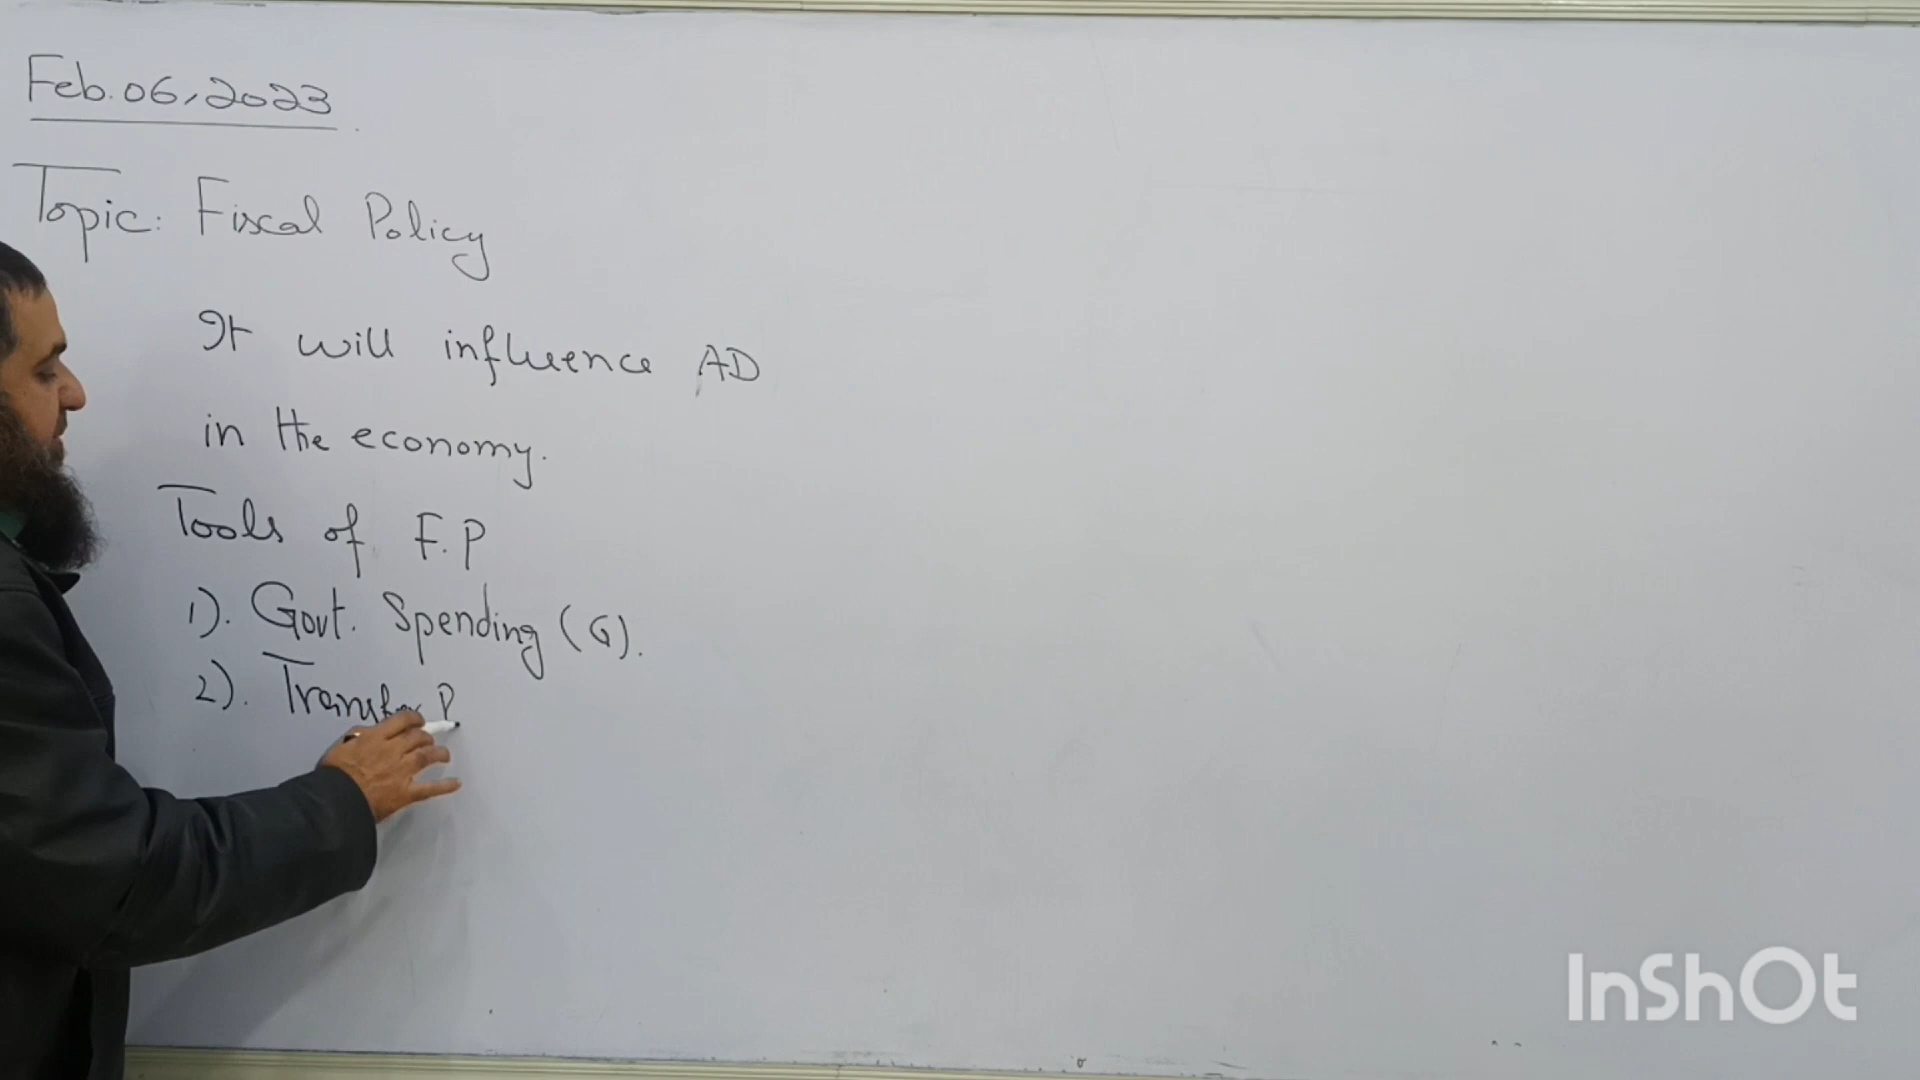 Feb. 06, 2023
Topic: Fiscal Policy
It will influence AD
in the economy.
Tools of F.P
1). Govt. Spending (G).
2). Transfer P
InShOt